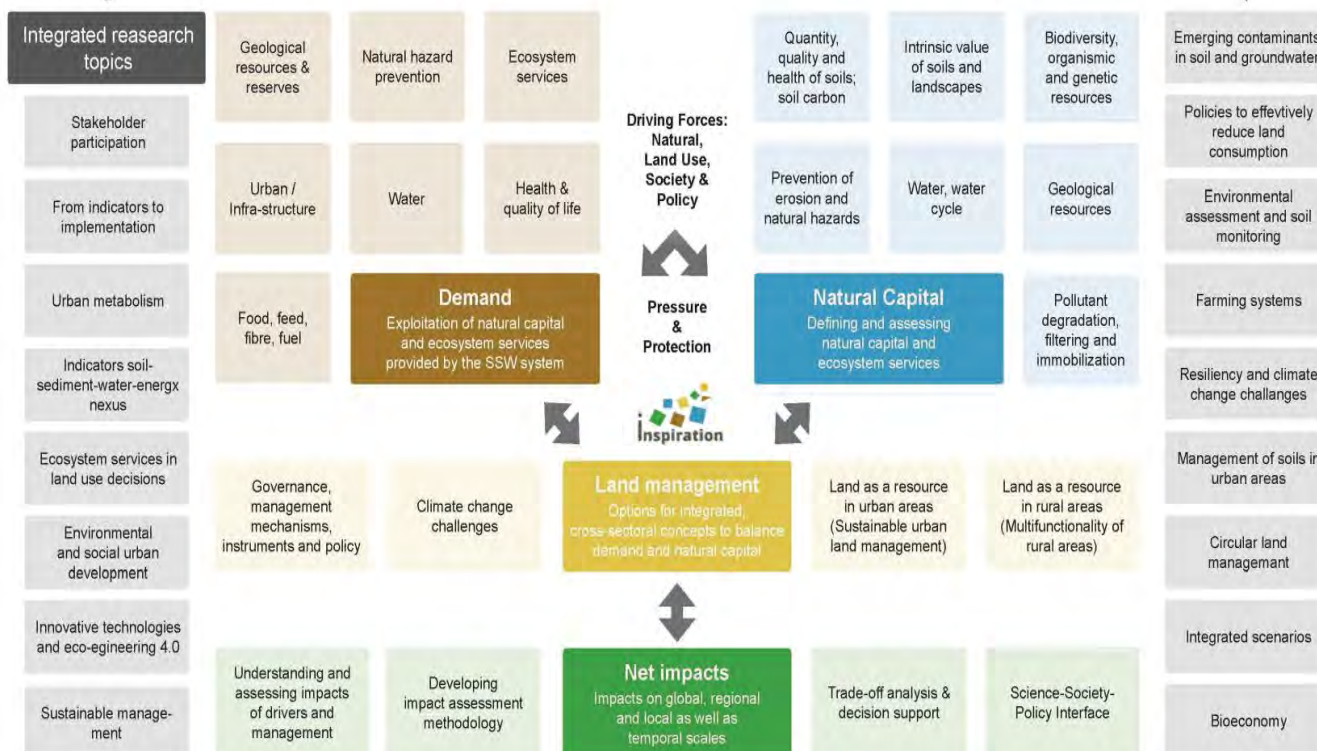 Integrated reasearch
topics
Stakeholder
participation
From indicators to
implementation
Urban metabolism
Indicators soil-
sediment-water-energx
nexus
Ecosystem services in
land use decisions
Environmental
and social urban
development
Innovative technologies
and eco-egineering 4.0
Sustainable manage-
ment
Geological
resources &
reserves
Natural hazard
prevention
Ecosystem
services
Urban /
Infra-structure
Water
Health &
quality of life
Food, feed,
fibre, fuel
Demand
Exploitation of natural capital
and ecosystem services
provided by the SSW system
Driving Forces:
Natural,
Land Use,
Society &
Policy
Pressure
&
Protection
inspiration
Quantity,
quality and
health of soils;
soil carbon
Intrinsic value
of soils and
landscapes
Biodiversity,
organismic
and genetic
resources
Prevention of
erosion and
natural hazards
Water, water
cycle
Geological
resources
Natural Capital
Defining and assessing
natural capital and
ecosystem services
Pollutant
degradation,
filtering and
immobilization
Governance,
management
mechanisms,
instruments and policy
Climate change
challenges
Land management
Options for integrated,
cross-sectoral concepts to balance
demand and natural capital
Land as a resource
in urban areas
(Sustainable urban
land management)
Land as a resource
in rural areas
(Multifunctionality of
rural areas)
Understanding and
assessing impacts
of drivers and
management
Developing
impact assessment
methodology
Net impacts
Impacts on global, regional
and local as well as
temporal scales
Trade-off analysis &
decision support
Science-Society-
Policy Interface
Emerging contaminants
in soil and groundwater
Policies to effvtively
reduce land
consumption
Environmental
assessment and soil
monitoring
Farming systems
Resiliency and climate
change challanges
Management of soils in
urban areas
Circular land
managemant
Integrated scenarios
Bioeconomy